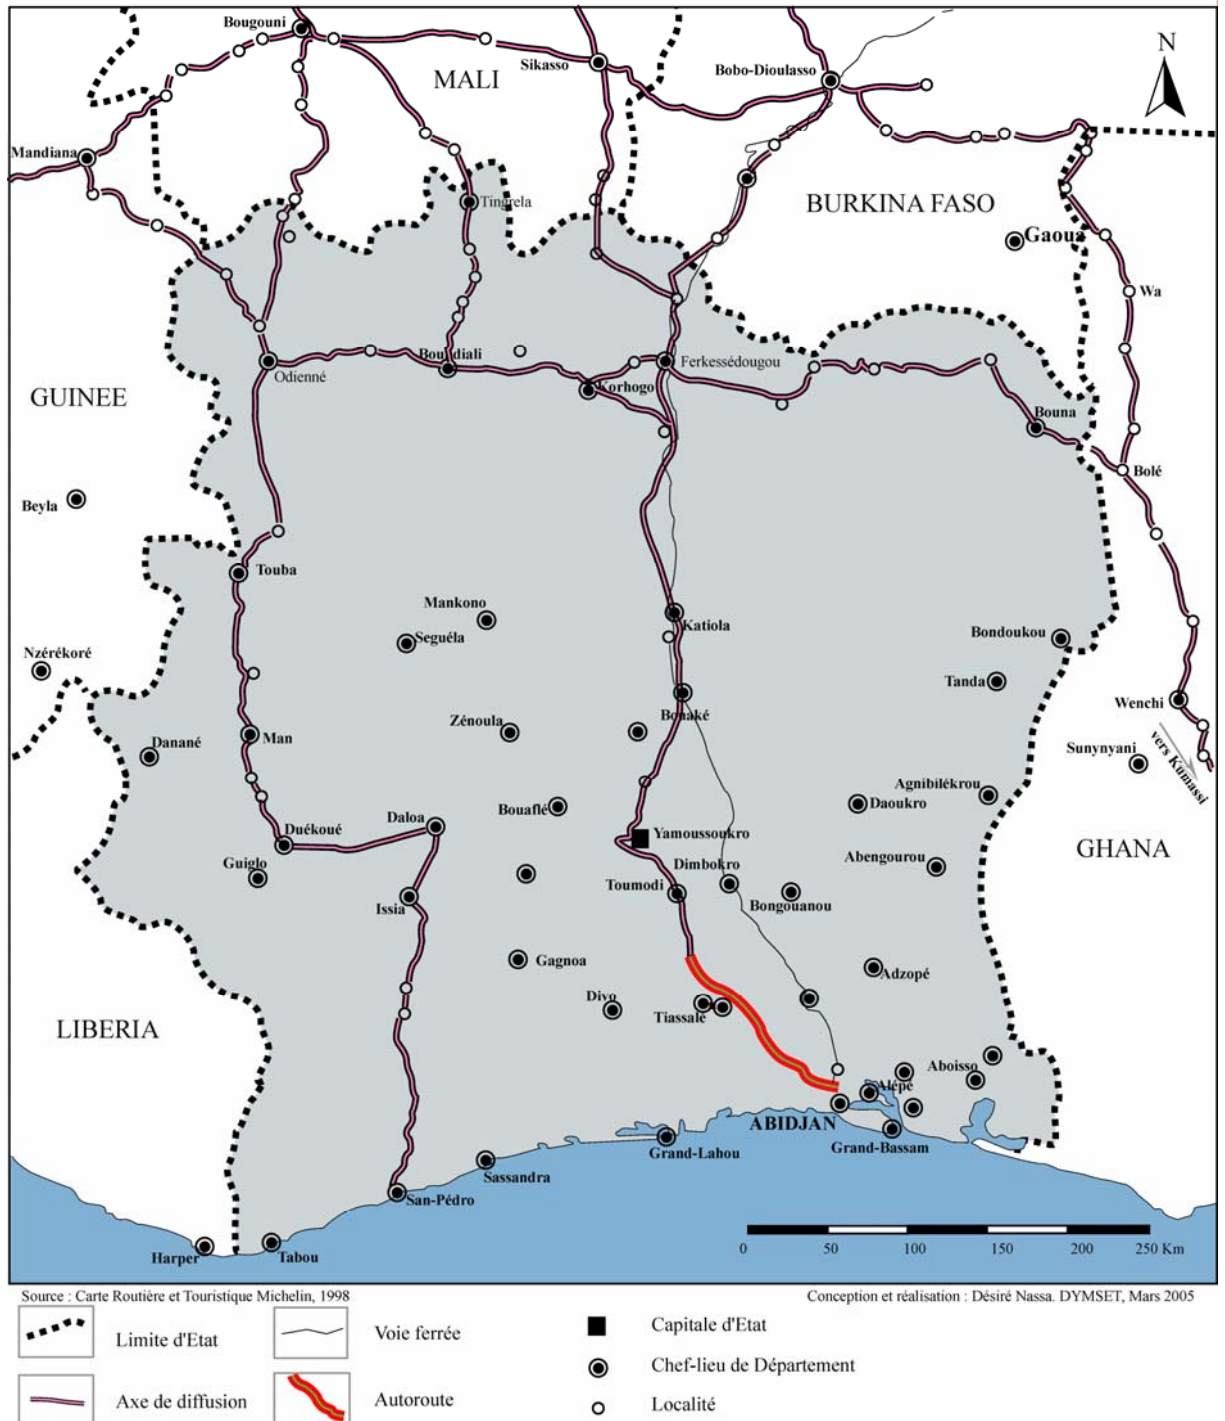 Bougouni
N
Sikasso
Bobo-Dioulasso
MALI
Mandiana
Tingrela
BURKINA FASO
Gaoua
Wa
Odienné
Boundiali
Korhogo
Ferkessédougou
GUINEE
Bouna
Bolé
Beyla
Touba
Mankono
Katiola
Seguéla
Bondoukou
Nzérékoré
Tanda
Wenchi
Zénoula
Bouaké
Danané
Man
Sunynyani
vers Kumassi
Agnibilékrou
Bouaflé
Daoukro
Daloa
Duékoué
Yamoussoukro
GHANA
Guiglo
Dimbokro
Abengourou
Toumodi
Issia
Bongouanou
Gagnoa
Adzopé
Divo
Tiassalé
LIBERIA
Aboisso
Alépé
ABIDJAN
Grand-Lahou
Grand-Bassam
Sassandra
San-Pédro
Harper
Tabou
0 50 100 150 200 250 Km
Source : Carte Routière et Touristique Michelin, 1998
Conception et réalisation : Désiré Nassa. DYMSET, Mars 2005
Limite d'Etat
Voie ferrée
Capitale d'Etat
Chef-lieu de Département
Axe de diffusion
Autoroute
Localité